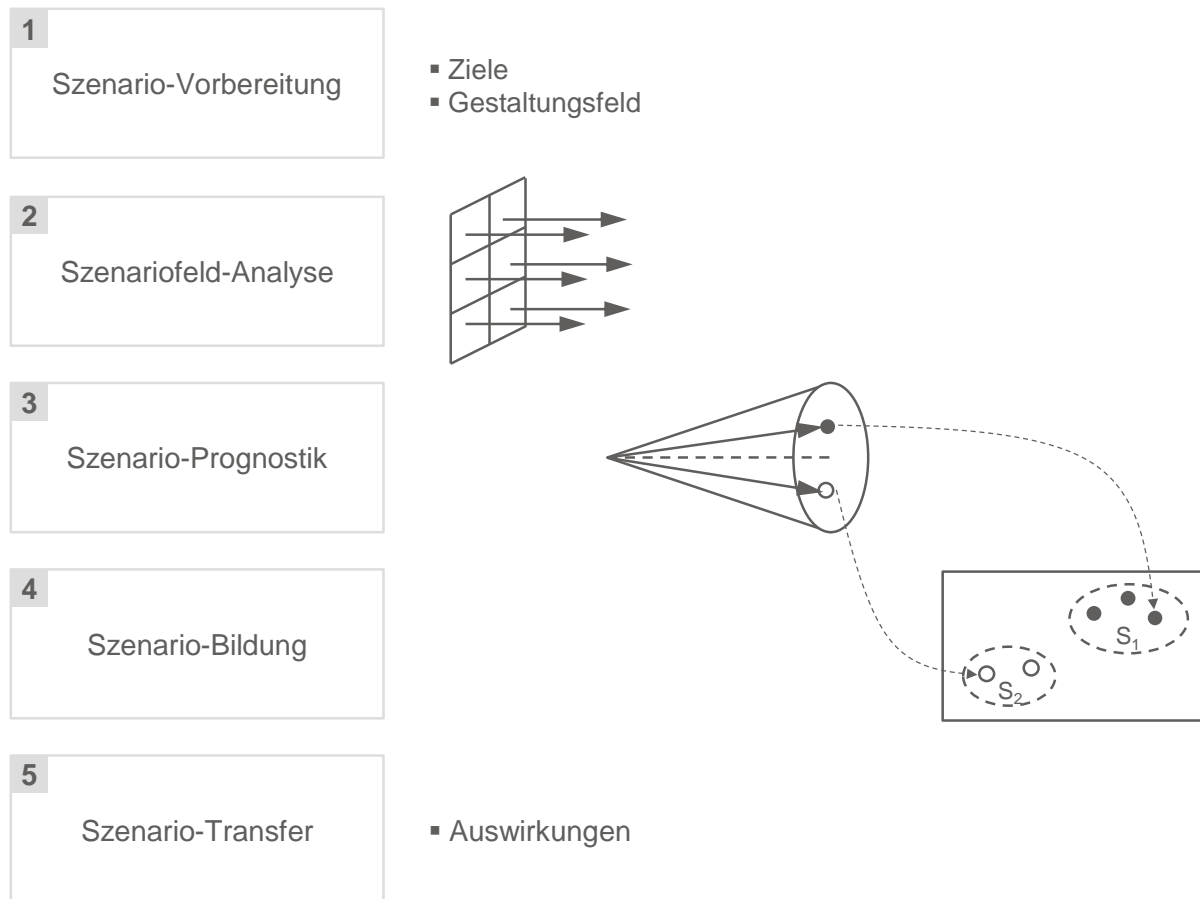 1
Szenario-Vorbereitung
▪ Ziele
▪ Gestaltungsfeld
2
Szenariofeld-Analyse
3
Szenario-Prognostik
4
Szenario-Bildung
S1
S2
5
Szenario-Transfer
▪ Auswirkungen